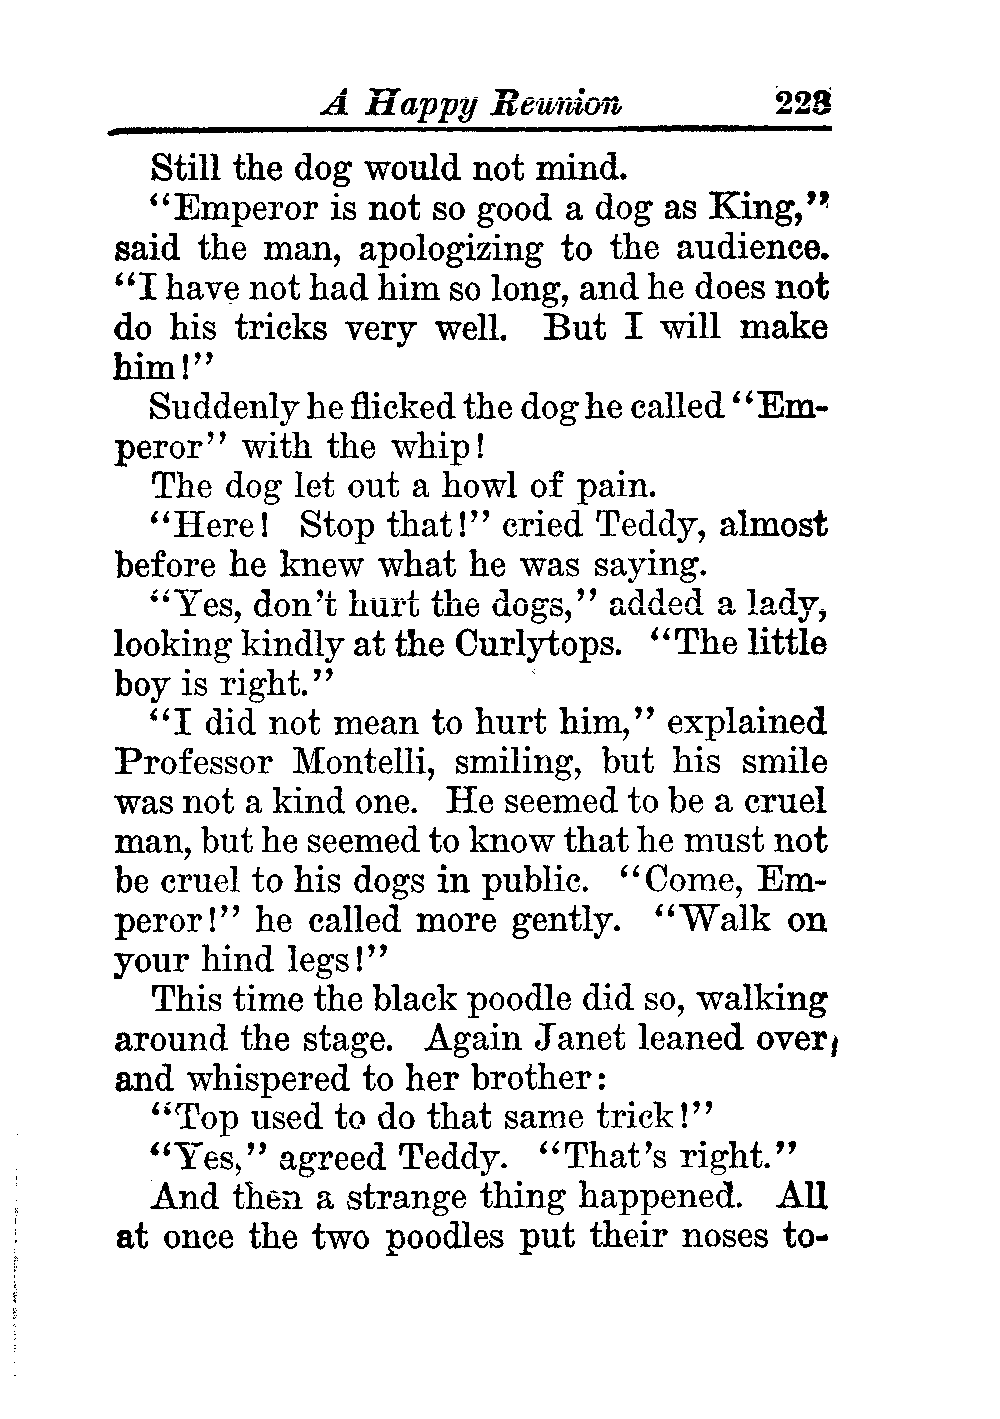 A Happy Reunion 223
Still the dog would not mind.
“Emperor is not so good a dog as King,”
said the man, apologizing to the audience.
“I have not had him so long, and he does not
do his tricks very well. But I will make
him!”
Suddenly he flicked the dog he called “Em-
peror” with the whip!
The dog let out a howl of pain.
“Here! Stop that!” cried Teddy, almost
before he knew what he was saying.
“Yes, don’t hurt the dogs,” added a lady,
looking kindly at the Curlytops. “The little
boy is right.”
“I did not mean to hurt him,” explained
Professor Montelli, smiling, but his smile
was not a kind one. He seemed to be a cruel
man, but he seemed to know that he must not
be cruel to his dogs in public. “Come, Em-
peror!” he called more gently. “Walk on
your hind legs!”
This time the black poodle did so, walking
around the stage. Again Janet leaned over,
and whispered to her brother:
“Top used to do that same trick!”
“Yes,” agreed Teddy. “That’s right.”
And then a strange thing happened. All
at once the two poodles put their noses to-